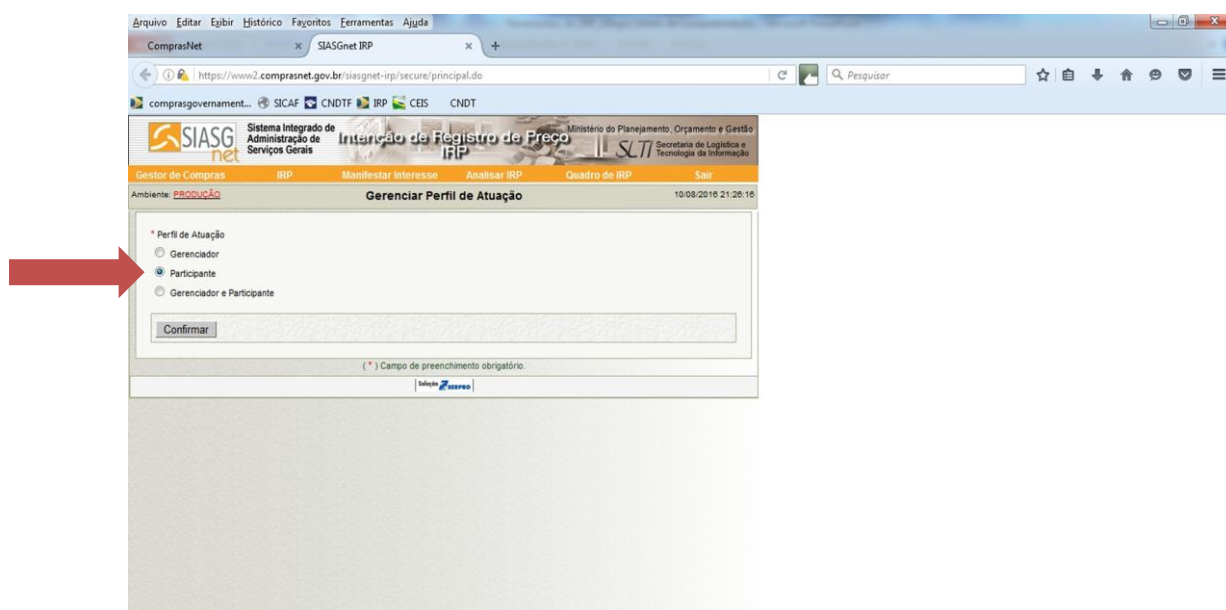 Arquivo Editar Exibir Histórico Favoritos Ferramentas Ajuda
ComprasNet
SIASGnet IRP
https://www2.comprasnet.gov.br/siasgnet-irp/secure/principal.do
Pesquisar
comprasgovernament... SICAF CNDTF IRP CEIS CNDT
SIASG net
Sistema Integrado de
Administração de
Serviços Gerais
Intenção de Registro de Preço
IRP
Ministério do Planejamento, Orçamento e Gestão
SLTI
Secretaria de Logística e
Tecnologia da Informação
Gestor de Compras IRP Manifestar Interesse Analisar IRP Quadro de IRP Sair
Ambiente: PRODUÇÃO
Gerenciar Perfil de Atuação
10/08/2016 21:26:16
* Perfil de Atuação
Gerenciador
Participante
Gerenciador e Participante
Confirmar
( * ) Campo de preenchimento obrigatório.
Solução SERPRO